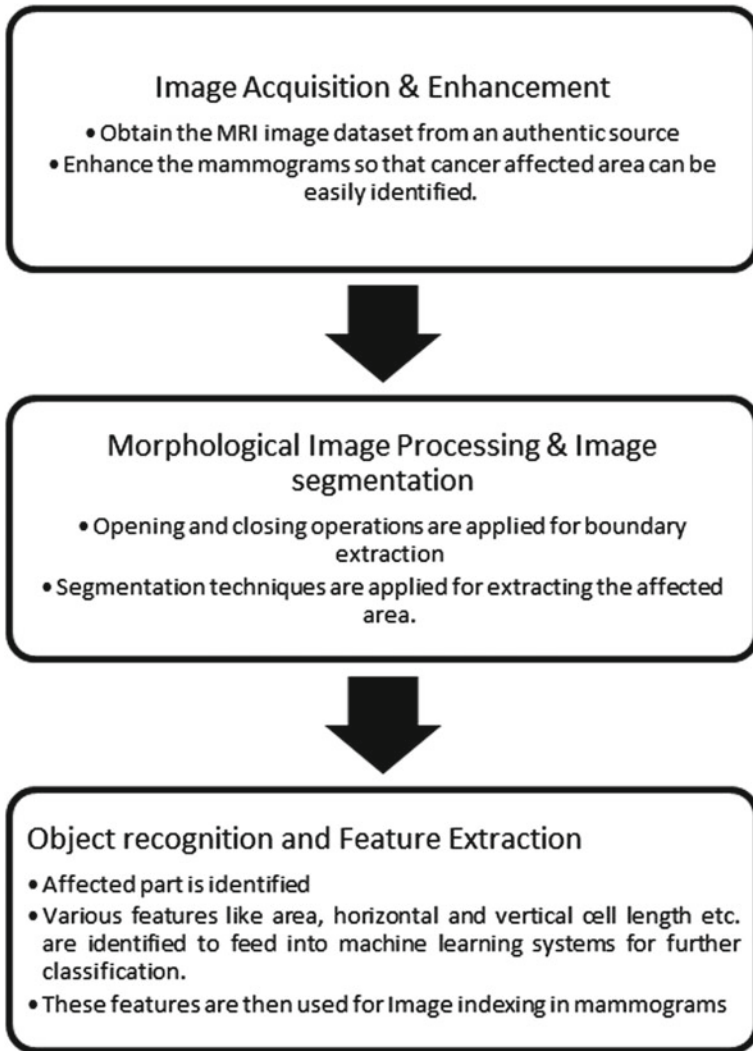 Image Acquisition & Enhancement
• Obtain the MRI image dataset from an authentic source
• Enhance the mammograms so that cancer affected area can be
easily identified.
Morphological Image Processing & Image
segmentation
• Opening and closing operations are applied for boundary
extraction
• Segmentation techniques are applied for extracting the affected
area.
Object recognition and Feature Extraction
• Affected part is identified
• Various features like area, horizontal and vertical cell length etc.
are identified to feed into machine learning systems for further
classification.
• These features are then used for Image indexing in mammograms